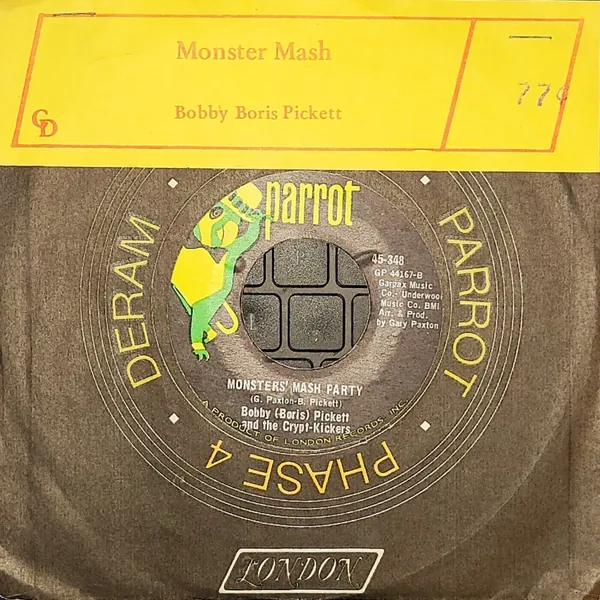 Monster Mash
77¢
Bobby Boris Pickett
CD
parrot
DERAM
PARROT
PHASE 4
45-348
GP 44167-B
Garpax Music
Co.- Underwood
Music Co. BMI
Arr. & Prod.
by Gary Paxton
MONSTERS' MASH PARTY
(G. Paxton-B. Pickett)
Bobby (Boris) Pickett
and the Crypt-Kickers
A PRODUCT OF LONDON RECORDS, INC.
LONDON